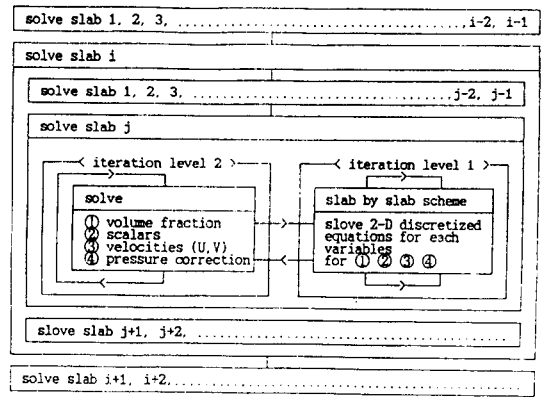 solve slab 1, 2, 3, ........................................,i-2, i-1
solve slab i
solve slab 1, 2, 3, ........................................,j-2, j-1
solve slab j
iteration level 2
solve
① volume fraction
② scalars
③ velocities (U,V)
④ pressure correction
iteration level 1
slab by slab scheme
slove 2-D discretized
equations for each
variables
for ① ② ③ ④
slove slab j+1, j+2, ........................................
solve slab i+1, i+2,........................................